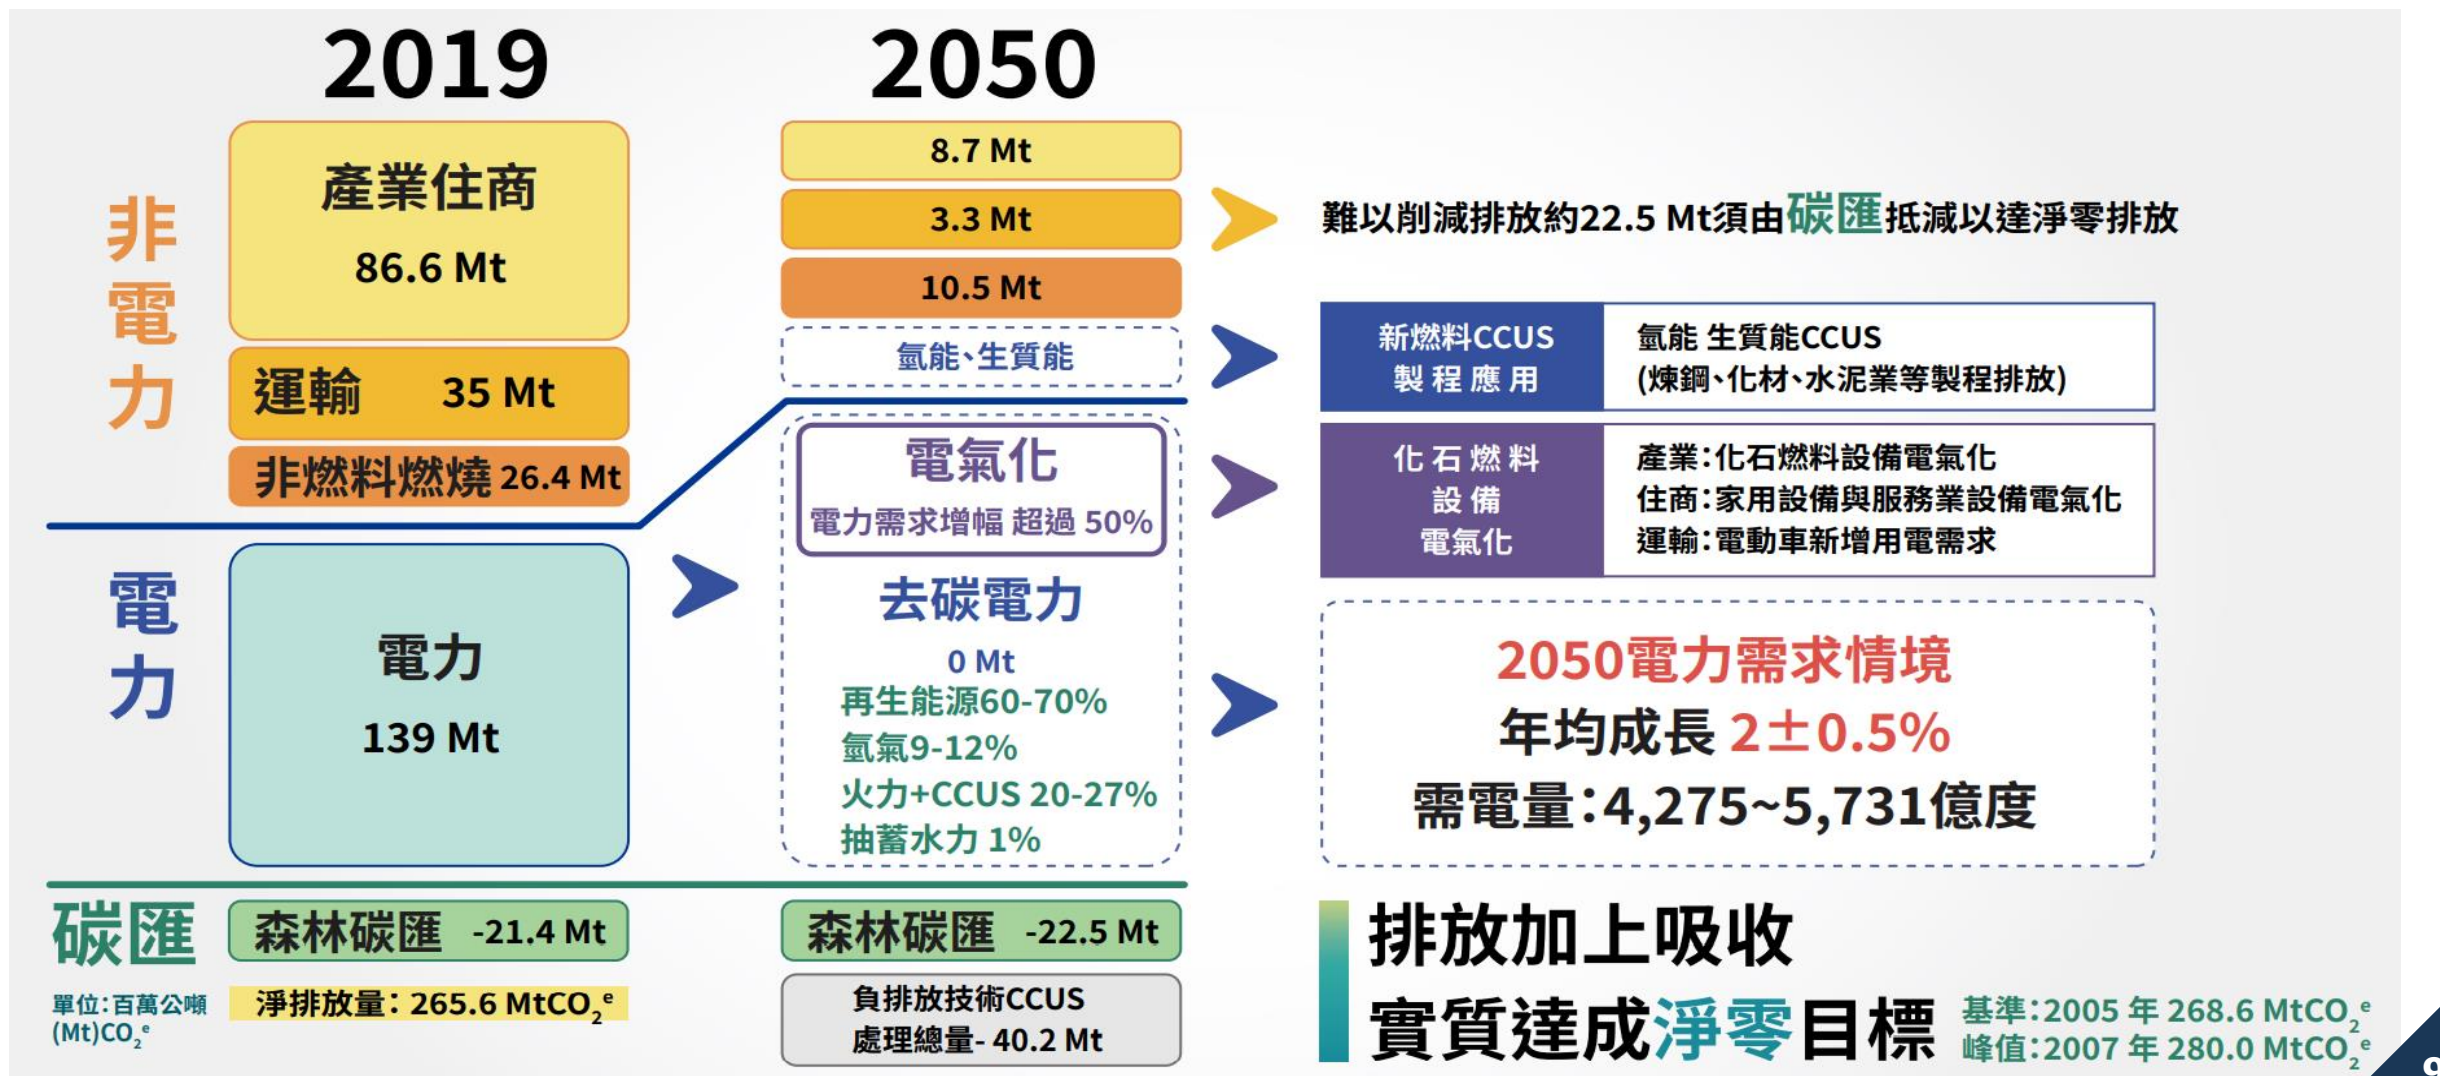 2019
2050
非電力
產業住商
86.6 Mt
運輸 35 Mt
非燃料燃燒 26.4 Mt
8.7 Mt
3.3 Mt
10.5 Mt
氫能、生質能
難以削減排放約22.5 Mt須由碳匯抵減以達淨零排放
新燃料CCUS
製程應用
氫能 生質能CCUS
(煉鋼、化材、水泥業等製程排放)
電力
電力
139 Mt
電氣化
電力需求增幅 超過 50%
去碳電力
0 Mt
再生能源60-70%
氫氣9-12%
火力+CCUS 20-27%
抽蓄水力 1%
化石燃料
設備
電氣化
產業：化石燃料設備電氣化
住商：家用設備與服務業設備電氣化
運輸：電動車新增用電需求
2050電力需求情境
年均成長 2±0.5%
需電量：4,275~5,731億度
碳匯
單位：百萬公噸
(Mt)CO₂ᵉ
森林碳匯 -21.4 Mt
淨排放量：265.6 MtCO₂ᵉ
森林碳匯 -22.5 Mt
負排放技術CCUS
處理總量- 40.2 Mt
排放加上吸收
實質達成淨零目標
基準：2005 年 268.6 MtCO₂ᵉ
峰值：2007 年 280.0 MtCO₂ᵉ